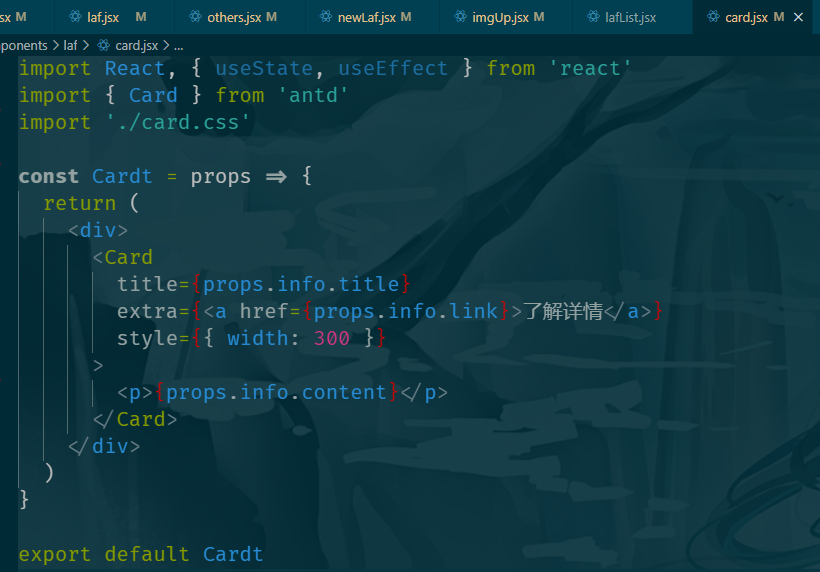 sx M laf.jsx M others.jsx M newLaf.jsx M imgUp.jsx M lafList.jsx card.jsx M ×
ponents > laf > card.jsx > ...
import React, { useState, useEffect } from 'react'
import { Card } from 'antd'
import './card.css'
const Cardt = props => {
return (
<div>
<Card
title={props.info.title}
extra={<a href={props.info.link}>了解详情</a>}
style={{ width: 300 }}
>
<p>{props.info.content}</p>
</Card>
</div>
)
}
export default Cardt